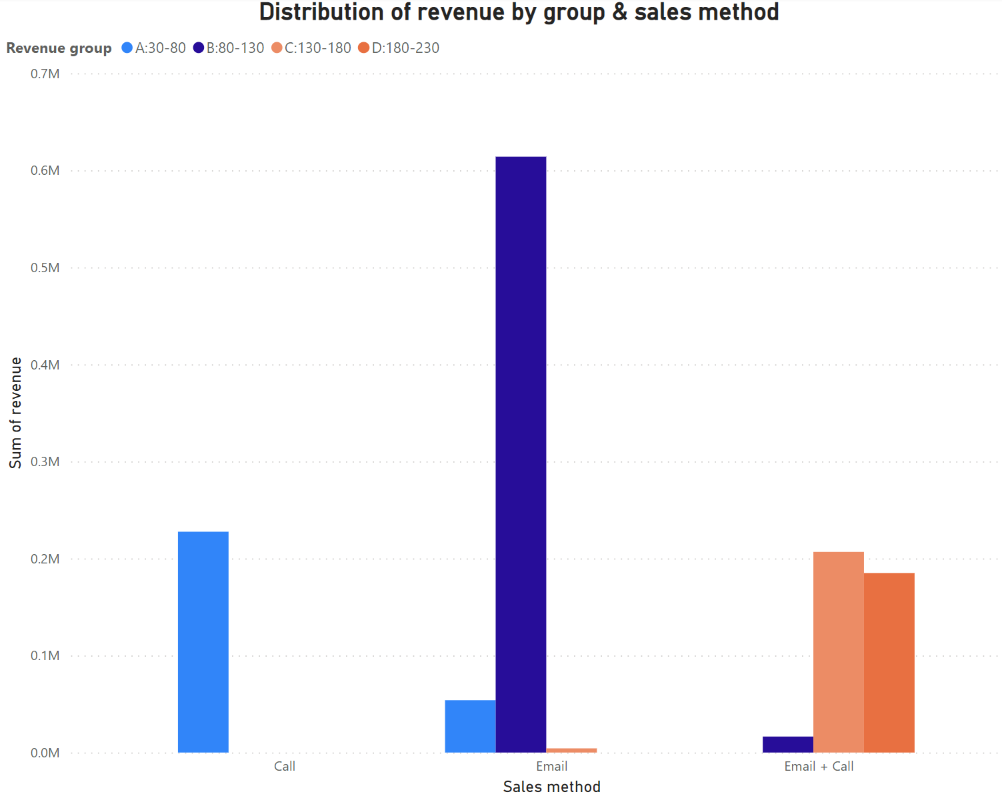 Distribution of revenue by group & sales method
Revenue group A:30-80 B:80-130 C:130-180 D:180-230
0.7M
0.6M
0.5M
0.4M
0.3M
0.2M
0.1M
0.0M
Sum of revenue
Call Email Email + Call
Sales method